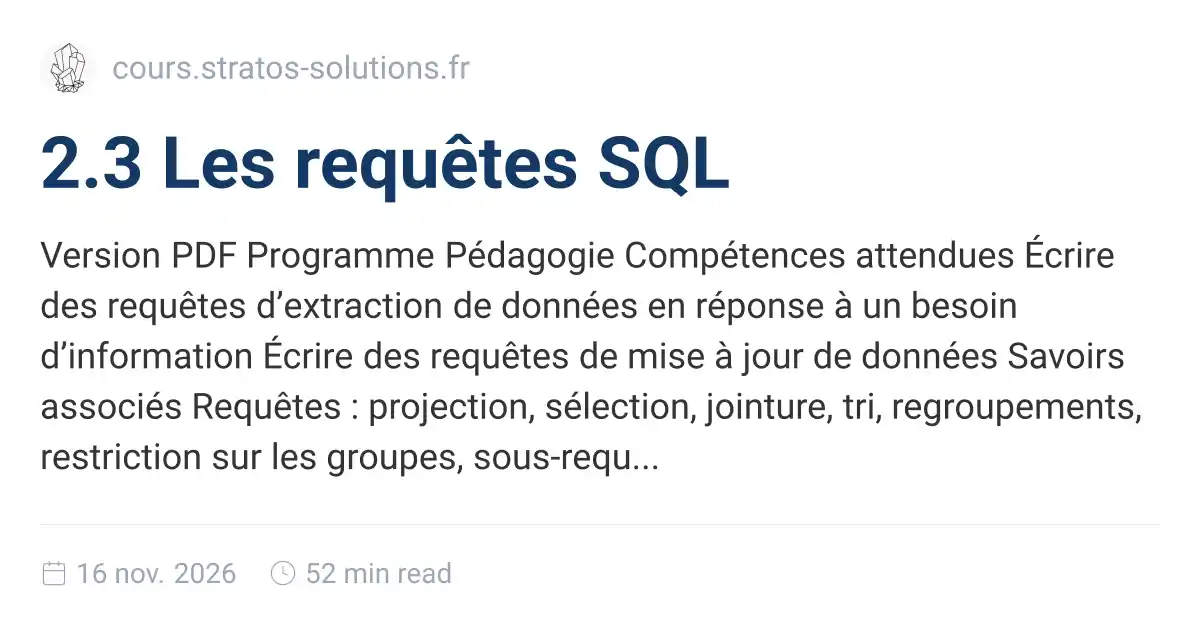 cours.stratos-solutions.fr
2.3 Les requêtes SQL
Version PDF Programme Pédagogie Compétences attendues Écrire
des requêtes d’extraction de données en réponse à un besoin
d’information Écrire des requêtes de mise à jour de données Savoirs
associés Requêtes : projection, sélection, jointure, tri, regroupements,
restriction sur les groupes, sous-requ...
16 nov. 2026 52 min read